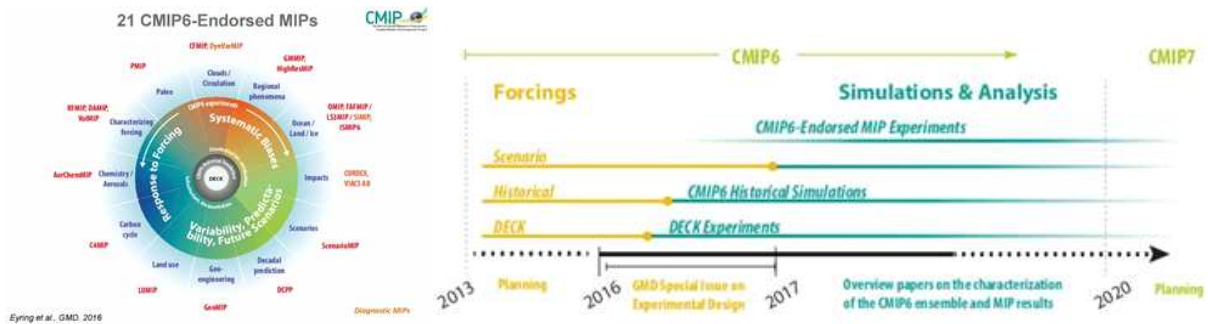 21 CMIP6-Endorsed MIPs
CMIP
CFMIP, DynVarMIP
GMMIP,
HighResMIP
PMIP
Clouds /
Circulation
Regional
phenomena
Paleo
RFMIP, DAMIP,
VolMIP
Characterizing
forcing
CMIP6 experiments
Systematic Biases
Ocean /
Land / Ice
OMIP, FAFMIP /
LS3MIP / SIMIP,
ISMIP6
Response to Forcing
DECK
Impacts
CORDEX,
VIACS AB
AerChemMIP
Chemistry /
Aerosols
Variability, Predicta-
bility, Future Scenarios
Carbon
cycle
Scenarios
C4MIP
ScenarioMIP
Land use
Geo-
engineering
Decadal
prediction
LUMIP
DCPP
GeoMIP
Diagnostic MIPs
Eyring et al., GMD, 2016
CMIP6
CMIP7
Forcings
Simulations & Analysis
CMIP6-Endorsed MIP Experiments
Scenario
Historical
CMIP6 Historical Simulations
DECK
DECK Experiments
2013
Planning
2016
GMD Special Issue on
Experimental Design
2017
Overview papers on the characterization
of the CMIP6 ensemble and MIP results
2020
Planning